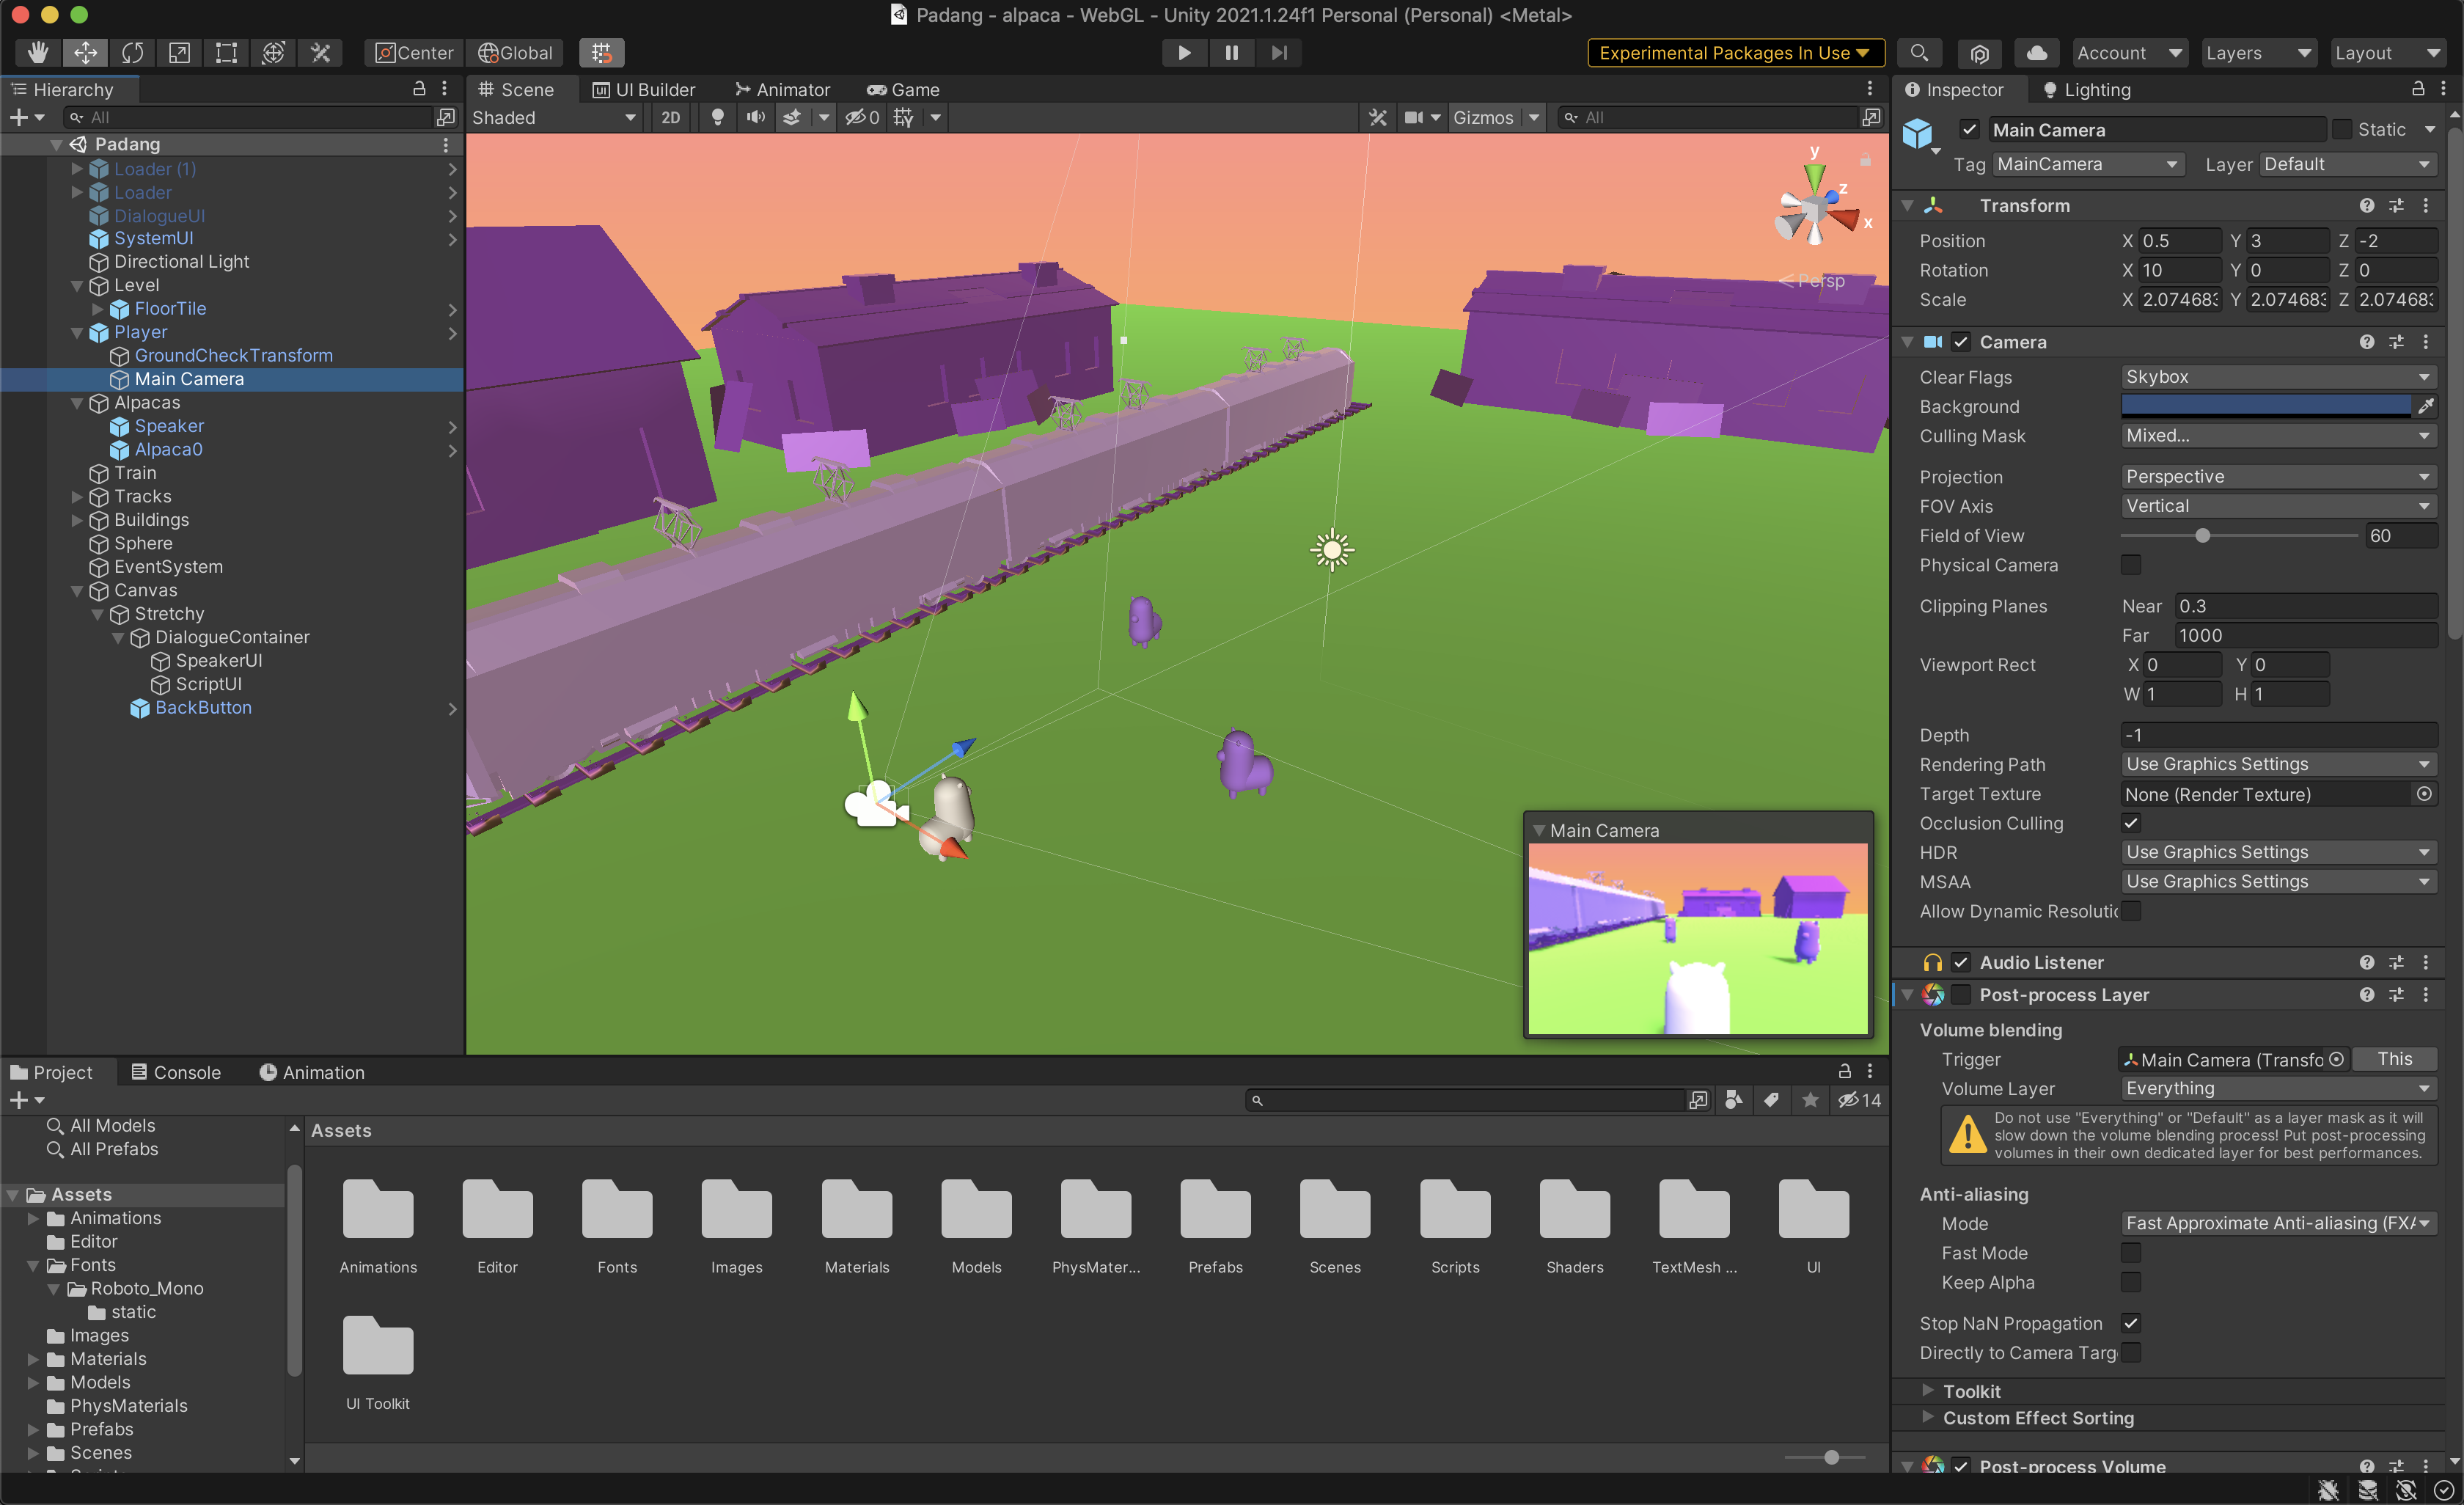 Padang - alpaca - WebGL - Unity 2021.1.24f1 Personal (Personal) <Metal>
Center
Global
Experimental Packages In Use
Account
Layers
Layout
Hierarchy
All
Padang
Loader (1)
Loader
DialogueUI
SystemUI
Directional Light
Level
FloorTile
Player
GroundCheckTransform
Main Camera
Alpacas
Speaker
Alpaca0
Train
Tracks
Buildings
Sphere
EventSystem
Canvas
Stretchy
DialogueContainer
SpeakerUI
ScriptUI
BackButton
Scene
UI Builder
Animator
Game
Shaded
2D
0
Gizmos
All
y
z
x
Persp
Main Camera
Inspector
Lighting
Main Camera
Static
Tag MainCamera
Layer Default
Transform
Position X 0.5 Y 3 Z -2
Rotation X 10 Y 0 Z 0
Scale X 2.074683 Y 2.074683 Z 2.074683
Camera
Clear Flags Skybox
Background
Culling Mask Mixed...
Projection Perspective
FOV Axis Vertical
Field of View 60
Physical Camera
Clipping Planes Near 0.3
Far 1000
Viewport Rect X 0 Y 0
W 1 H 1
Depth -1
Rendering Path Use Graphics Settings
Target Texture None (Render Texture)
Occlusion Culling
HDR Use Graphics Settings
MSAA Use Graphics Settings
Allow Dynamic Resolutic
Audio Listener
Post-process Layer
Volume blending
Trigger Main Camera (Transfo This
Volume Layer Everything
Do not use "Everything" or "Default" as a layer mask as it will
slow down the volume blending process! Put post-processing
volumes in their own dedicated layer for best performances.
Anti-aliasing
Mode Fast Approximate Anti-aliasing (FXA
Fast Mode
Keep Alpha
Stop NaN Propagation
Directly to Camera Targ
Toolkit
Custom Effect Sorting
Post-process Volume
Project
Console
Animation
14
All Models
All Prefabs
Assets
Animations
Editor
Fonts
Roboto_Mono
static
Images
Materials
Models
PhysMaterials
Prefabs
Scenes
Assets
Animations
Editor
Fonts
Images
Materials
Models
PhysMater...
Prefabs
Scenes
Scripts
Shaders
TextMesh ...
UI
UI Toolkit